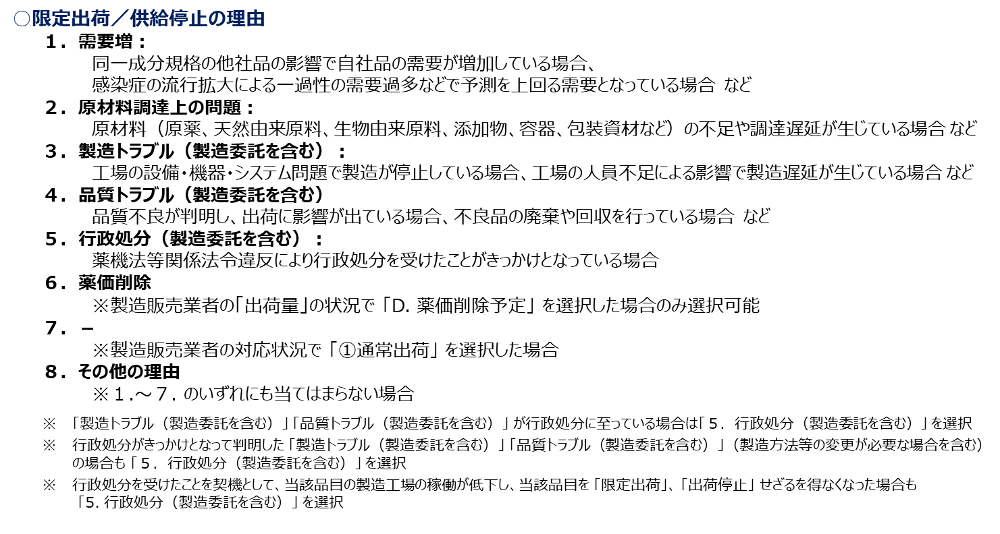 ○限定出荷／供給停止の理由
１．需要増：
同一成分規格の他社品の影響で自社品の需要が増加している場合、
感染症の流行拡大による一過性の需要過多などで予測を上回る需要となっている場合 など
２．原材料調達上の問題：
原材料（原薬、天然由来原料、生物由来原料、添加物、容器、包装資材など）の不足や調達遅延が生じている場合 など
３．製造トラブル（製造委託を含む）：
工場の設備・機器・システム問題で製造が停止している場合、工場の人員不足による影響で製造遅延が生じている場合 など
４．品質トラブル（製造委託を含む）
品質不良が判明し、出荷に影響が出ている場合、不良品の廃棄や回収を行っている場合 など
５．行政処分（製造委託を含む）：
薬機法等関係法令違反により行政処分を受けたことがきっかけとなっている場合
６．薬価削除
※製造販売業者の「出荷量」の状況で「D. 薬価削除予定」を選択した場合のみ選択可能
７．－
※製造販売業者の対応状況で「①通常出荷」を選択した場合
８．その他の理由
※１.～７. のいずれにも当てはまらない場合
※ 「製造トラブル（製造委託を含む）」「品質トラブル（製造委託を含む）」が行政処分に至っている場合は「５．行政処分（製造委託を含む）」を選択
※ 行政処分がきっかけとなって判明した「製造トラブル（製造委託を含む）」「品質トラブル（製造委託を含む）」（製造方法等の変更が必要な場合を含む）
の場合も「５．行政処分（製造委託を含む）」を選択
※ 行政処分を受けたことを契機として、当該品目の製造工場の稼働が低下し、当該品目を「限定出荷」、「出荷停止」せざるを得なくなった場合も
「5. 行政処分（製造委託を含む）」を選択